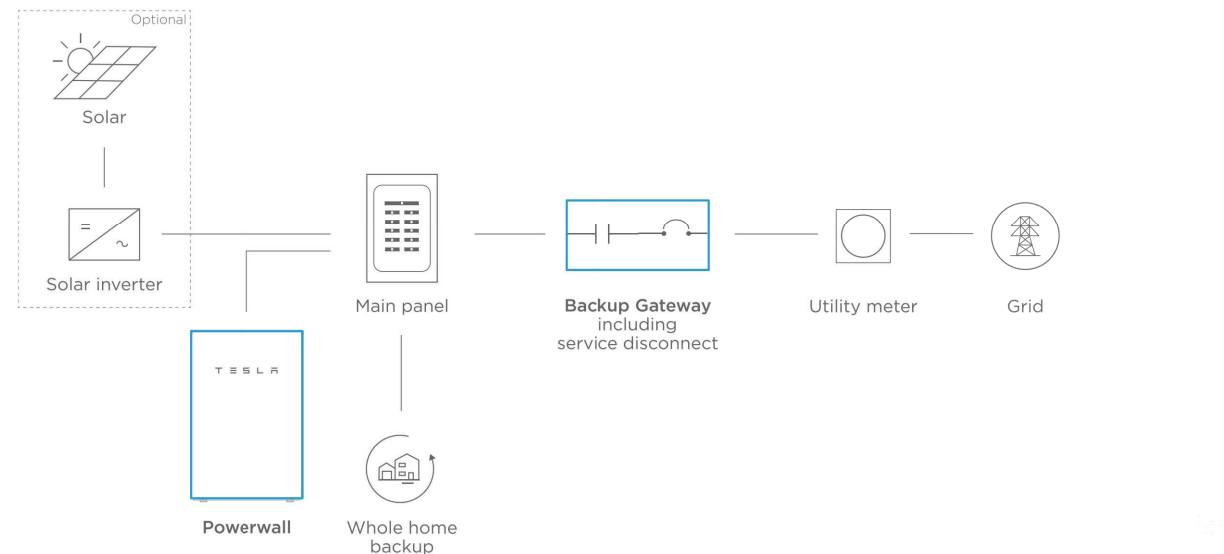 Optional
Solar
Solar inverter
TESLA
Powerwall
Main panel
Whole home
backup
Backup Gateway
including
service disconnect
Utility meter
Grid